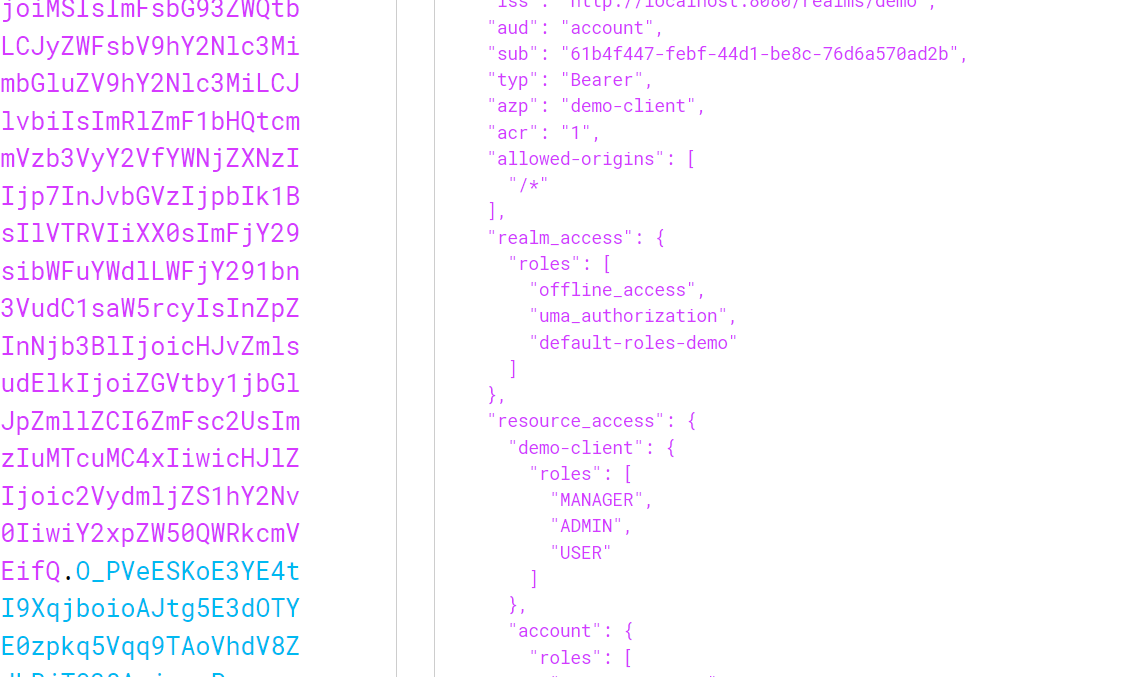 joiMSIsImFsbG93ZWQtb
LCJyZWFsbV9hY2Nlc3Mi
mbGluZV9hY2Nlc3MiLCJ
lvbiIsImRlZmF1bHQtcm
mVzb3VyY2VfYWNjZXNzI
Ijp7InJvbGVzIjpbIk1B
sIlVTRVIiXX0sImFjY29
sibWFuYWdlLWFjY291bn
3VudC1saW5rcyIsInZpZ
InNjb3BlIjoicHJvZmls
udElkIjoiZGVtby1jbGl
JpZmllZCI6ZmFsc2UsIm
zIuMTcuMC4xIiwicHJlZ
Ijoic2VydmljZS1hY2Nv
0IiwiY2xpZW50QWRkcmV
EifQ.O_PVeESKoE3YE4t
I9XqjboioAJtg5E3dOTY
E0zpkq5Vqq9TAoVhdV8Z
"iss": "http://localhost:8080/realms/demo",
"aud": "account",
"sub": "61b4f447-febf-44d1-be8c-76d6a570ad2b",
"typ": "Bearer",
"azp": "demo-client",
"acr": "1",
"allowed-origins": [
"/*"
],
"realm_access": {
"roles": [
"offline_access",
"uma_authorization",
"default-roles-demo"
]
},
"resource_access": {
"demo-client": {
"roles": [
"MANAGER",
"ADMIN",
"USER"
]
},
"account": {
"roles": [